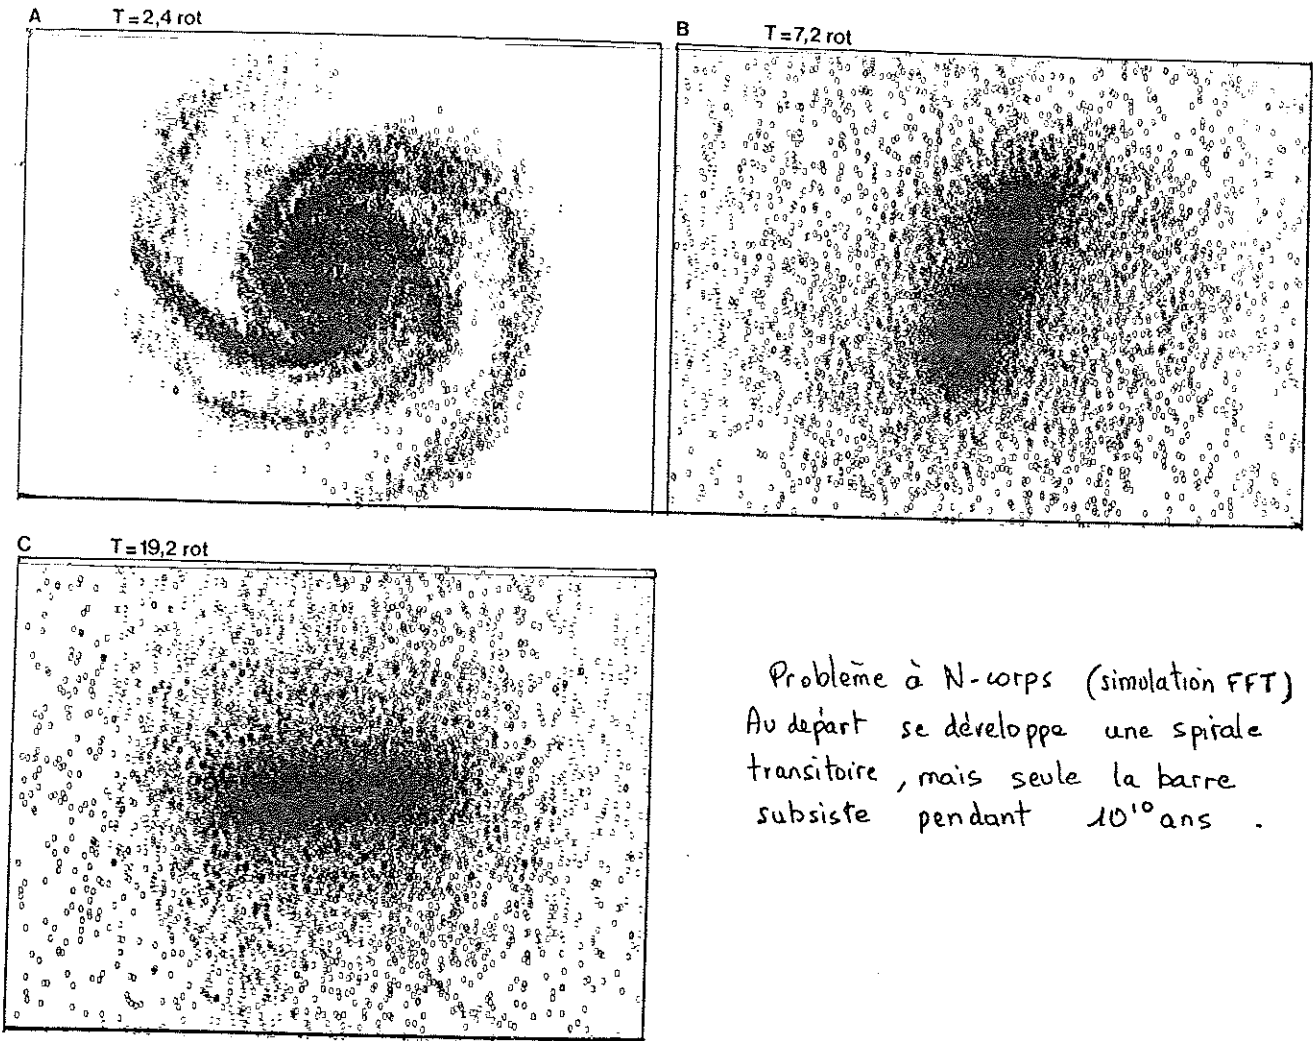 A T=2,4 rot
B T=7,2 rot
C T=19,2 rot
Problème à N-corps (simulation FFT)
Au départ se développe une spirale
transitoire, mais seule la barre
subsiste pendant 10¹⁰ ans .